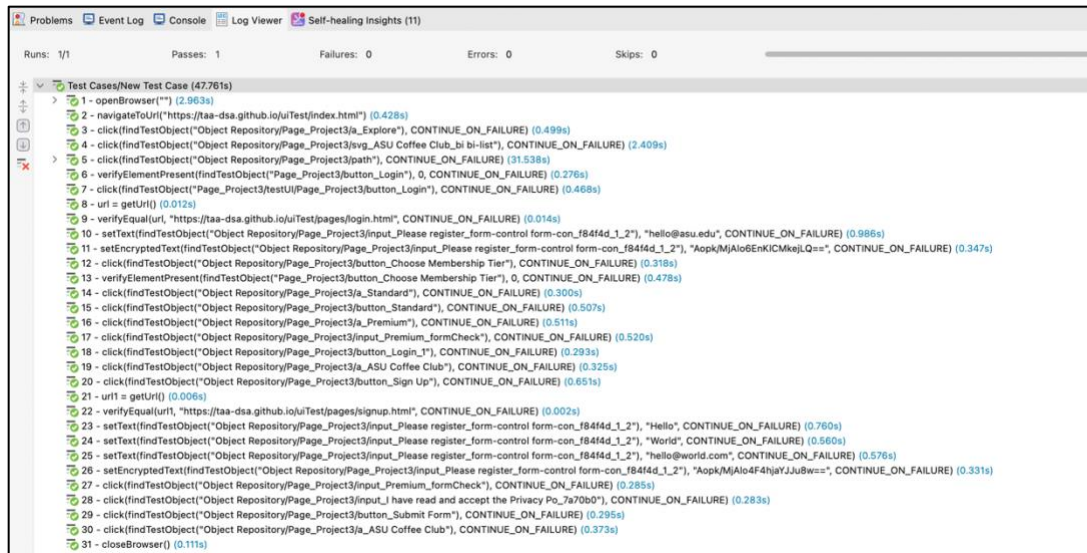 Problems Event Log Console Log Viewer Self-healing Insights (11)
Runs: 1/1 Passes: 1 Failures: 0 Errors: 0 Skips: 0
Test Cases/New Test Case (47.761s)
1 - openBrowser("") (2.963s)
2 - navigateToUrl("https://taa-dsa.github.io/uiTest/index.html") (0.428s)
3 - click(findTestObject("Object Repository/Page_Project3/a_Explore"), CONTINUE_ON_FAILURE) (0.499s)
4 - click(findTestObject("Object Repository/Page_Project3/svg_ASU Coffee Club_bi bi-list"), CONTINUE_ON_FAILURE) (2.409s)
5 - click(findTestObject("Object Repository/Page_Project3/path"), CONTINUE_ON_FAILURE) (31.538s)
6 - verifyElementPresent(findTestObject("Page_Project3/button_Login"), 0, CONTINUE_ON_FAILURE) (0.276s)
7 - click(findTestObject("Page_Project3/testUI/Page_Project3/button_Login"), CONTINUE_ON_FAILURE) (0.468s)
8 - url = getUrl() (0.012s)
9 - verifyEqual(url, "https://taa-dsa.github.io/uiTest/pages/login.html", CONTINUE_ON_FAILURE) (0.014s)
10 - setText(findTestObject("Object Repository/Page_Project3/input_Please register_form-control form-con_f84f4d_1_2"), "hello@asu.edu", CONTINUE_ON_FAILURE) (0.986s)
11 - setEncryptedText(findTestObject("Object Repository/Page_Project3/input_Please register_form-control form-con_f84f4d_1_2"), "Aopk/MjAlo6EnKICMkejLQ==", CONTINUE_ON_FAILURE) (0.347s)
12 - click(findTestObject("Object Repository/Page_Project3/button_Choose Membership Tier"), CONTINUE_ON_FAILURE) (0.318s)
13 - verifyElementPresent(findTestObject("Page_Project3/button_Choose Membership Tier"), 0, CONTINUE_ON_FAILURE) (0.478s)
14 - click(findTestObject("Object Repository/Page_Project3/a_Standard"), CONTINUE_ON_FAILURE) (0.300s)
15 - click(findTestObject("Object Repository/Page_Project3/button_Standard"), CONTINUE_ON_FAILURE) (0.507s)
16 - click(findTestObject("Object Repository/Page_Project3/a_Premium"), CONTINUE_ON_FAILURE) (0.511s)
17 - click(findTestObject("Object Repository/Page_Project3/input_Premium_formCheck"), CONTINUE_ON_FAILURE) (0.520s)
18 - click(findTestObject("Object Repository/Page_Project3/button_Login_1"), CONTINUE_ON_FAILURE) (0.293s)
19 - click(findTestObject("Object Repository/Page_Project3/a_ASU Coffee Club"), CONTINUE_ON_FAILURE) (0.325s)
20 - click(findTestObject("Object Repository/Page_Project3/button_Sign Up"), CONTINUE_ON_FAILURE) (0.651s)
21 - url1 = getUrl() (0.006s)
22 - verifyEqual(url1, "https://taa-dsa.github.io/uiTest/pages/signup.html", CONTINUE_ON_FAILURE) (0.002s)
23 - setText(findTestObject("Object Repository/Page_Project3/input_Please register_form-control form-con_f84f4d_1_2"), "Hello", CONTINUE_ON_FAILURE) (0.760s)
24 - setText(findTestObject("Object Repository/Page_Project3/input_Please register_form-control form-con_f84f4d_1_2"), "World", CONTINUE_ON_FAILURE) (0.560s)
25 - setText(findTestObject("Object Repository/Page_Project3/input_Please register_form-control form-con_f84f4d_1_2"), "hello@world.com", CONTINUE_ON_FAILURE) (0.576s)
26 - setEncryptedText(findTestObject("Object Repository/Page_Project3/input_Please register_form-control form-con_f84f4d_1_2"), "Aopk/MjAlo4F4hjaYJJu8w==", CONTINUE_ON_FAILURE) (0.331s)
27 - click(findTestObject("Object Repository/Page_Project3/input_Premium_formCheck"), CONTINUE_ON_FAILURE) (0.285s)
28 - click(findTestObject("Object Repository/Page_Project3/input_I have read and accept the Privacy Po_7a70b0"), CONTINUE_ON_FAILURE) (0.283s)
29 - click(findTestObject("Object Repository/Page_Project3/button_Submit Form"), CONTINUE_ON_FAILURE) (0.295s)
30 - click(findTestObject("Object Repository/Page_Project3/a_ASU Coffee Club"), CONTINUE_ON_FAILURE) (0.373s)
31 - closeBrowser() (0.111s)